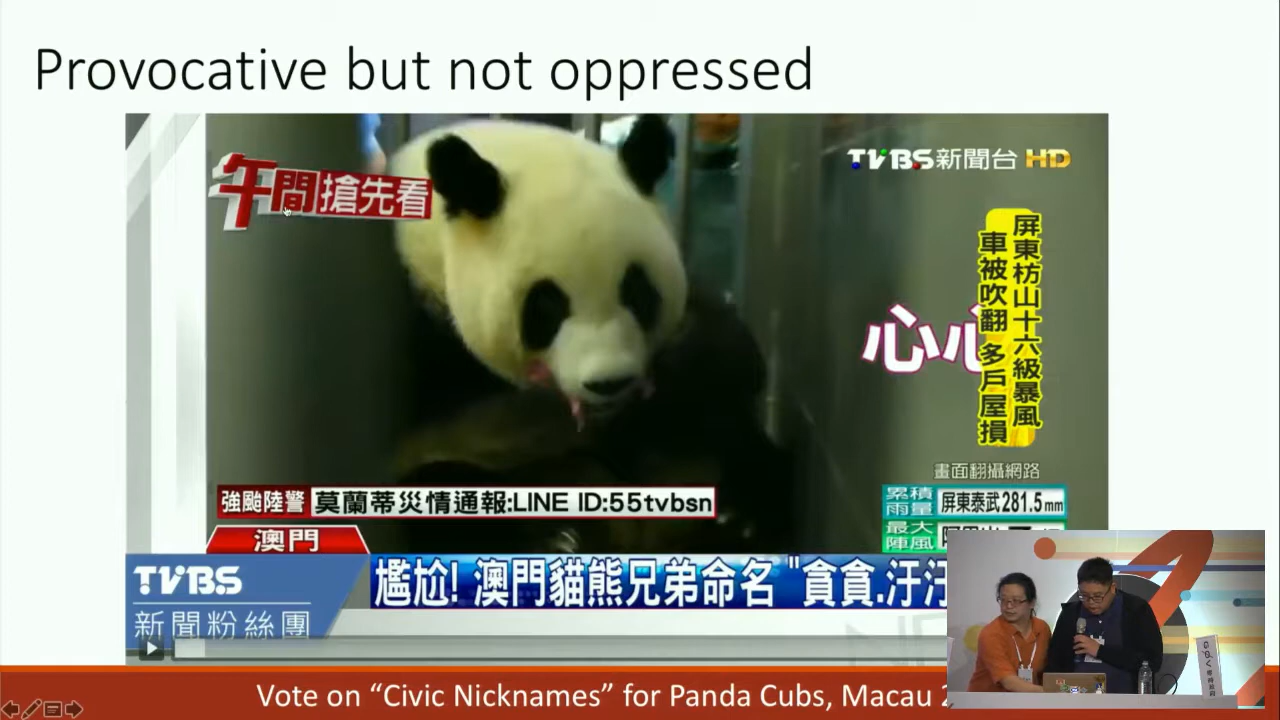 Provocative but not oppressed
午間搶先看
TVBS新聞台 HD
屏東枋山十六級暴風
車被吹翻 多戶屋損
心心
畫面翻攝網路
強颱陸警 莫蘭蒂災情通報:LINE ID:55tvbsn
累積雨量 屏東泰武281.5mm
最大陣風
澳門
TVBS
新聞粉絲團
尷尬! 澳門貓熊兄弟命名 "貪貪.汙汙
Vote on “Civic Nicknames” for Panda Cubs, Macau